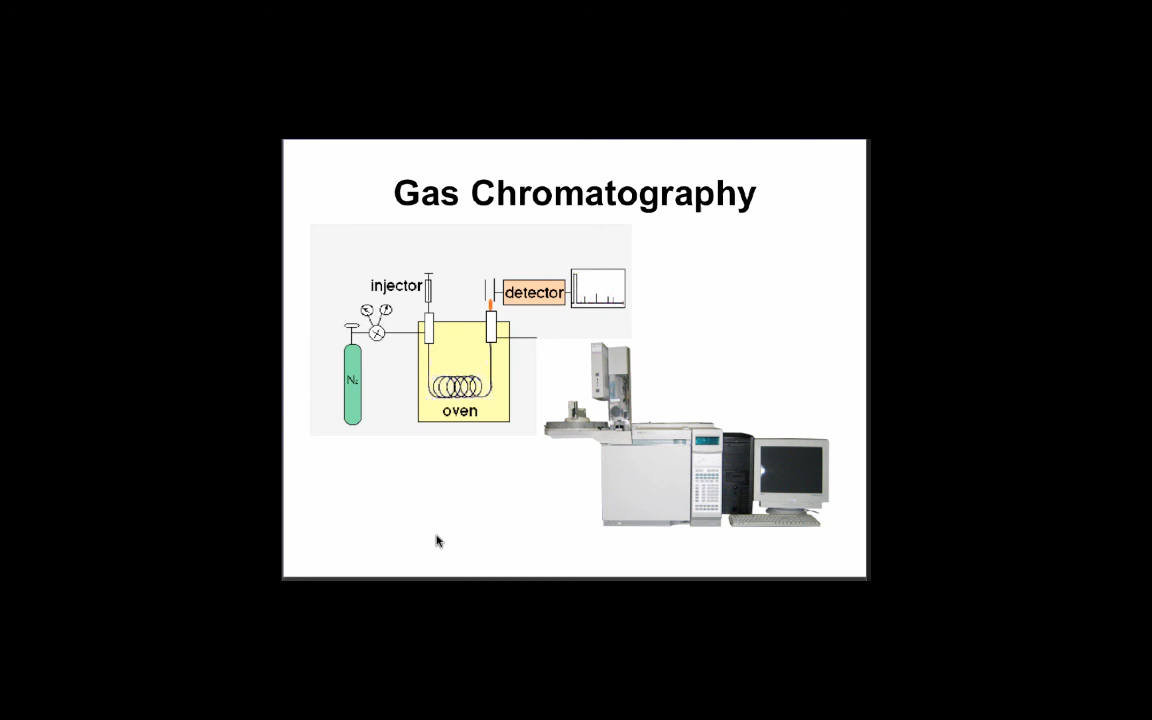 Gas Chromatography
injector
detector
N₂
oven